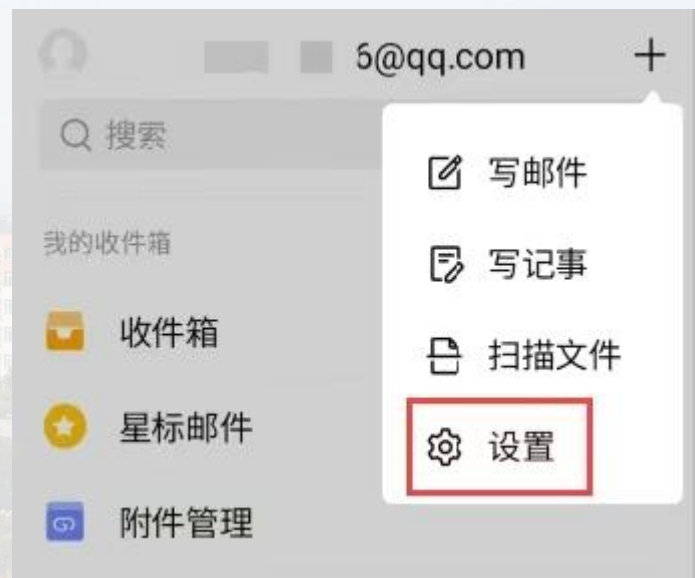 6@qq.com
搜索
写邮件
我的收件箱
写记事
收件箱
扫描文件
星标邮件
设置
附件管理